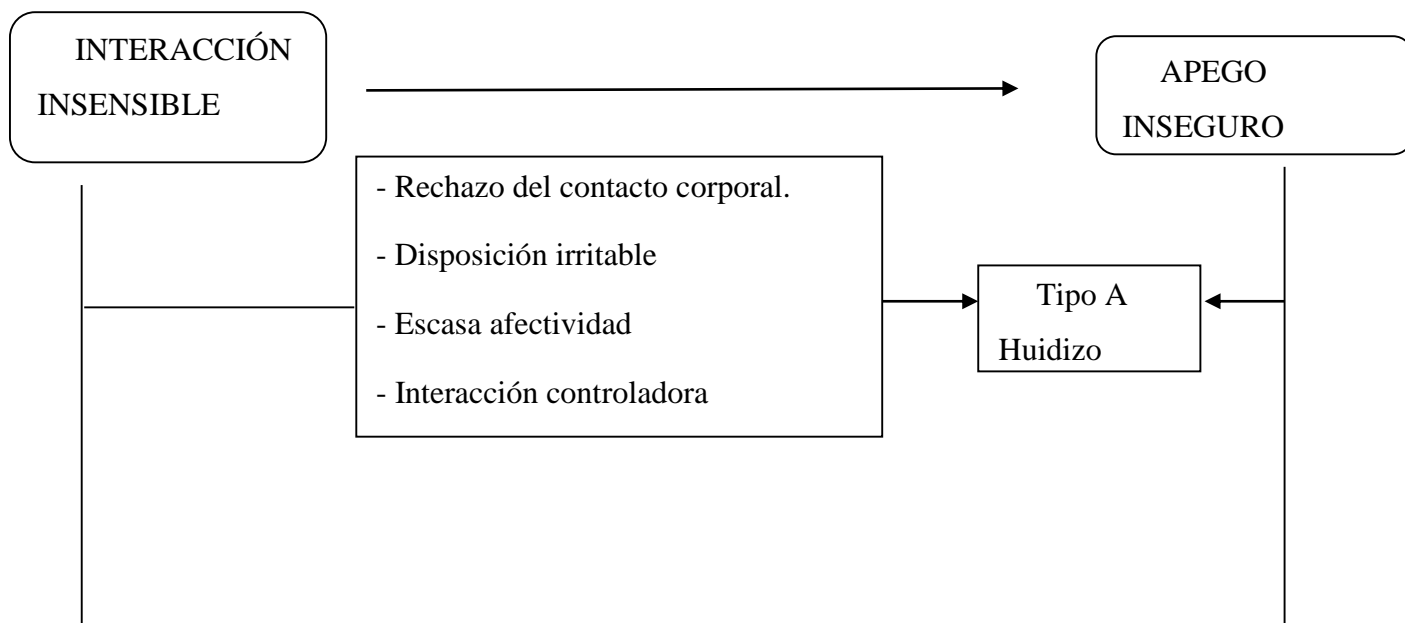 INTERACCIÓN
INSENSIBLE
APEGO
INSEGURO
- Rechazo del contacto corporal.
- Disposición irritable
- Escasa afectividad
- Interacción controladora
Tipo A
Huidizo